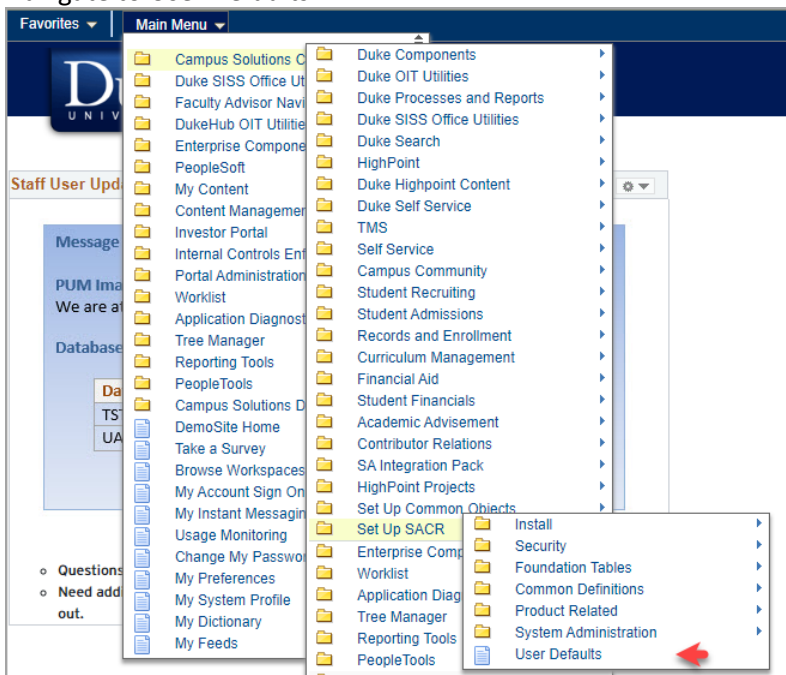 Favorites Main Menu
Du
UNIV
Staff User Upd
Message
PUM Ima
We are at
Database
Da
TST
UA
Questions
Need addi
out.
Campus Solutions C
Duke SISS Office Ut
Faculty Advisor Navi
DukeHub OIT Utilitie
Enterprise Compone
PeopleSoft
My Content
Content Managemer
Investor Portal
Internal Controls Enf
Portal Administration
Worklist
Application Diagnost
Tree Manager
Reporting Tools
PeopleTools
Campus Solutions D
DemoSite Home
Take a Survey
Browse Workspaces
My Account Sign On
My Instant Messagin
Usage Monitoring
Change My Passwor
My Preferences
My System Profile
My Dictionary
My Feeds
Duke Components
Duke OIT Utilities
Duke Processes and Reports
Duke SISS Office Utilities
Duke Search
HighPoint
Duke Highpoint Content
Duke Self Service
TMS
Self Service
Campus Community
Student Recruiting
Student Admissions
Records and Enrollment
Curriculum Management
Financial Aid
Student Financials
Academic Advisement
Contributor Relations
SA Integration Pack
HighPoint Projects
Set Up Common Objects
Set Up SACR
Enterprise Comp
Worklist
Application Diag
Tree Manager
Reporting Tools
PeopleTools
Install
Security
Foundation Tables
Common Definitions
Product Related
System Administration
User Defaults